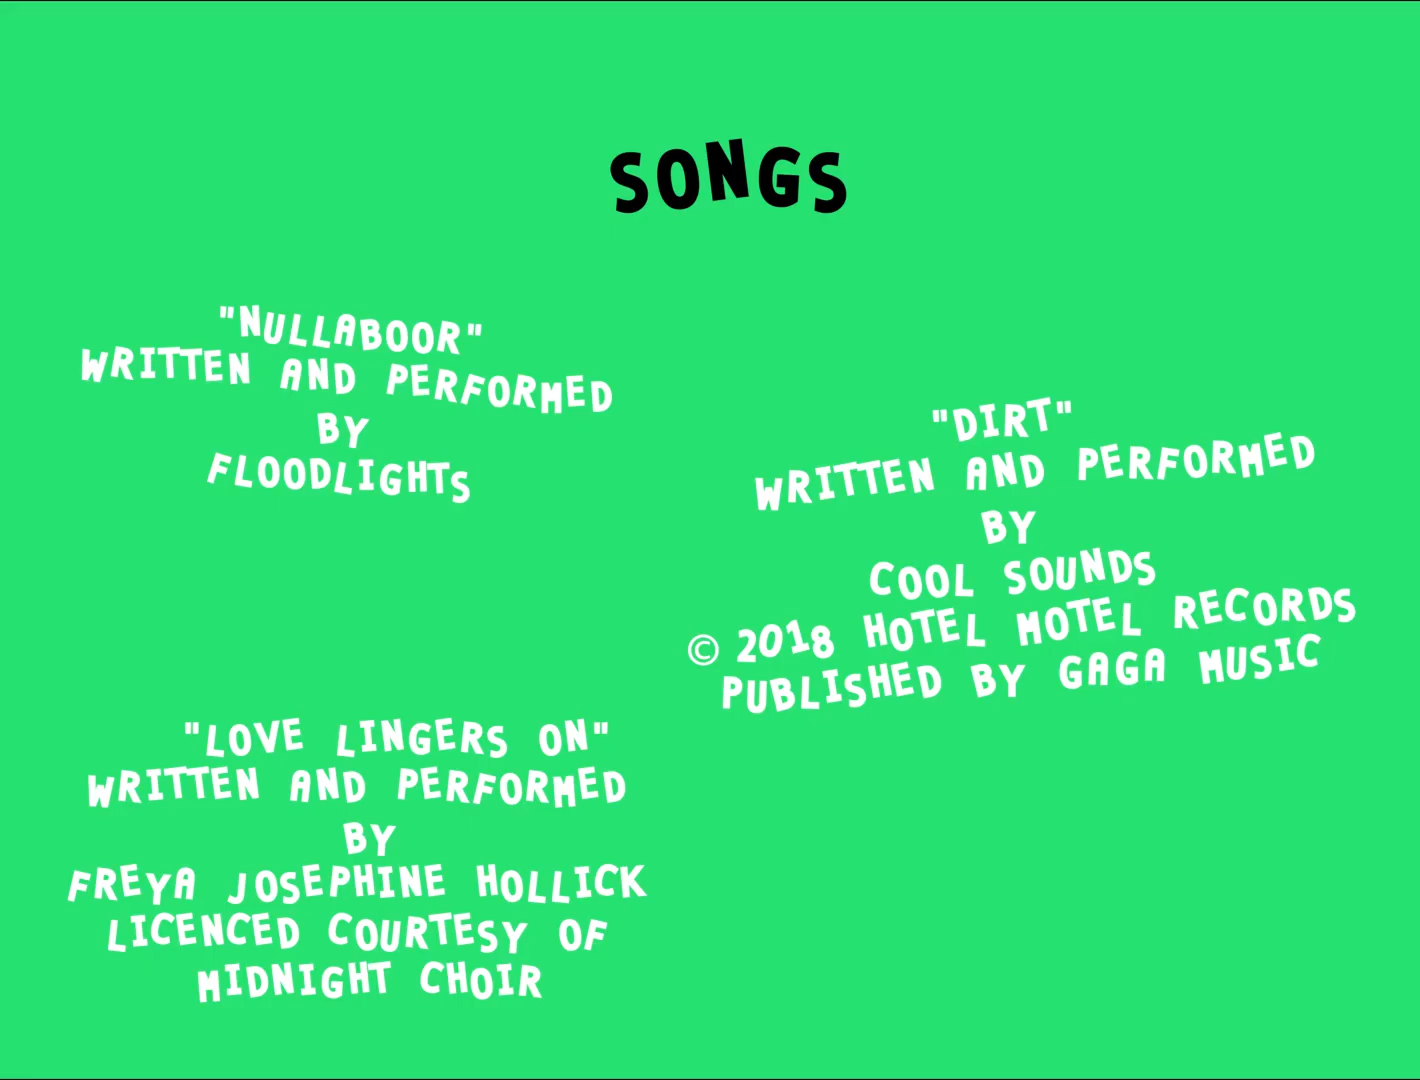 SONGS
"NULLABOOR"
WRITTEN AND PERFORMED
BY
FLOODLIGHTS
"DIRT"
WRITTEN AND PERFORMED
BY
COOL SOUNDS
© 2018 HOTEL MOTEL RECORDS
PUBLISHED BY GAGA MUSIC
"LOVE LINGERS ON"
WRITTEN AND PERFORMED
BY
FREYA JOSEPHINE HOLLICK
LICENCED COURTESY OF
MIDNIGHT CHOIR